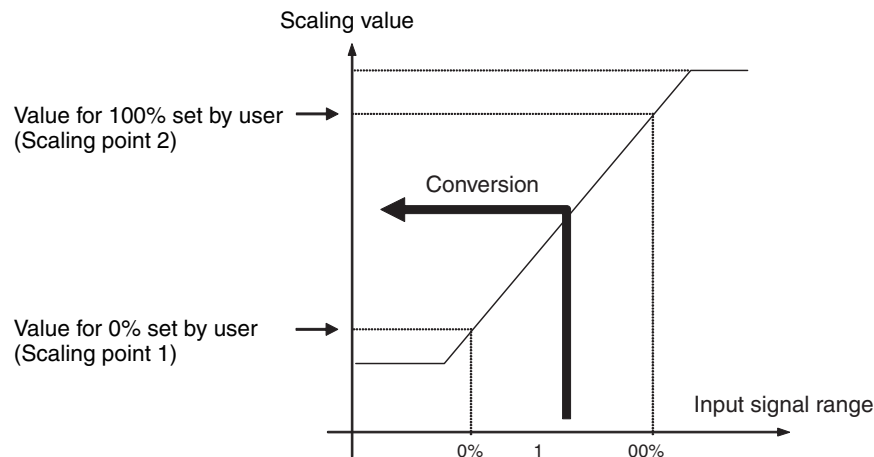 Scaling value
Value for 100% set by user
(Scaling point 2)
Conversion
Value for 0% set by user
(Scaling point 1)
Input signal range
0% 1 00%